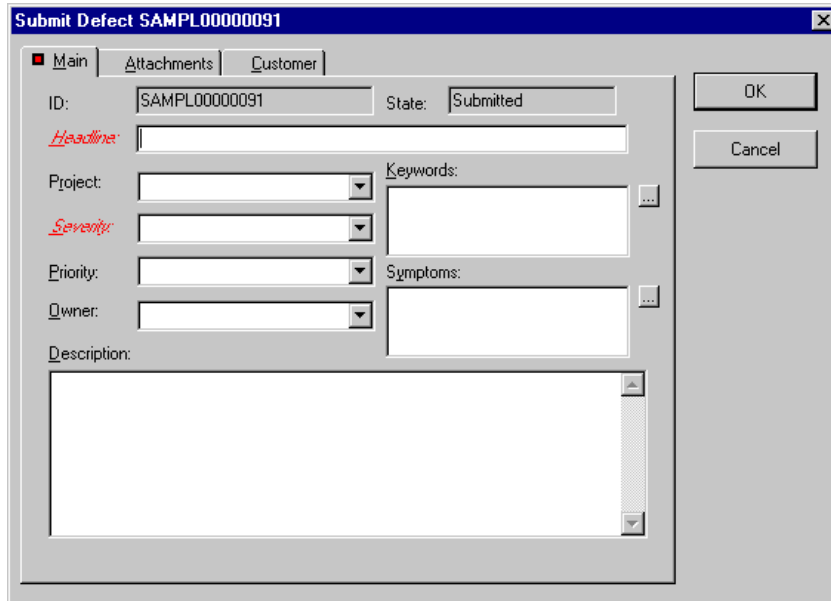 Submit Defect SAMPL00000091
Main Attachments Customer
ID: SAMPL00000091 State: Submitted
OK
Headline:
Cancel
Project:
Keywords:
...
Severity:
Priority:
Symptoms:
...
Owner:
Description: